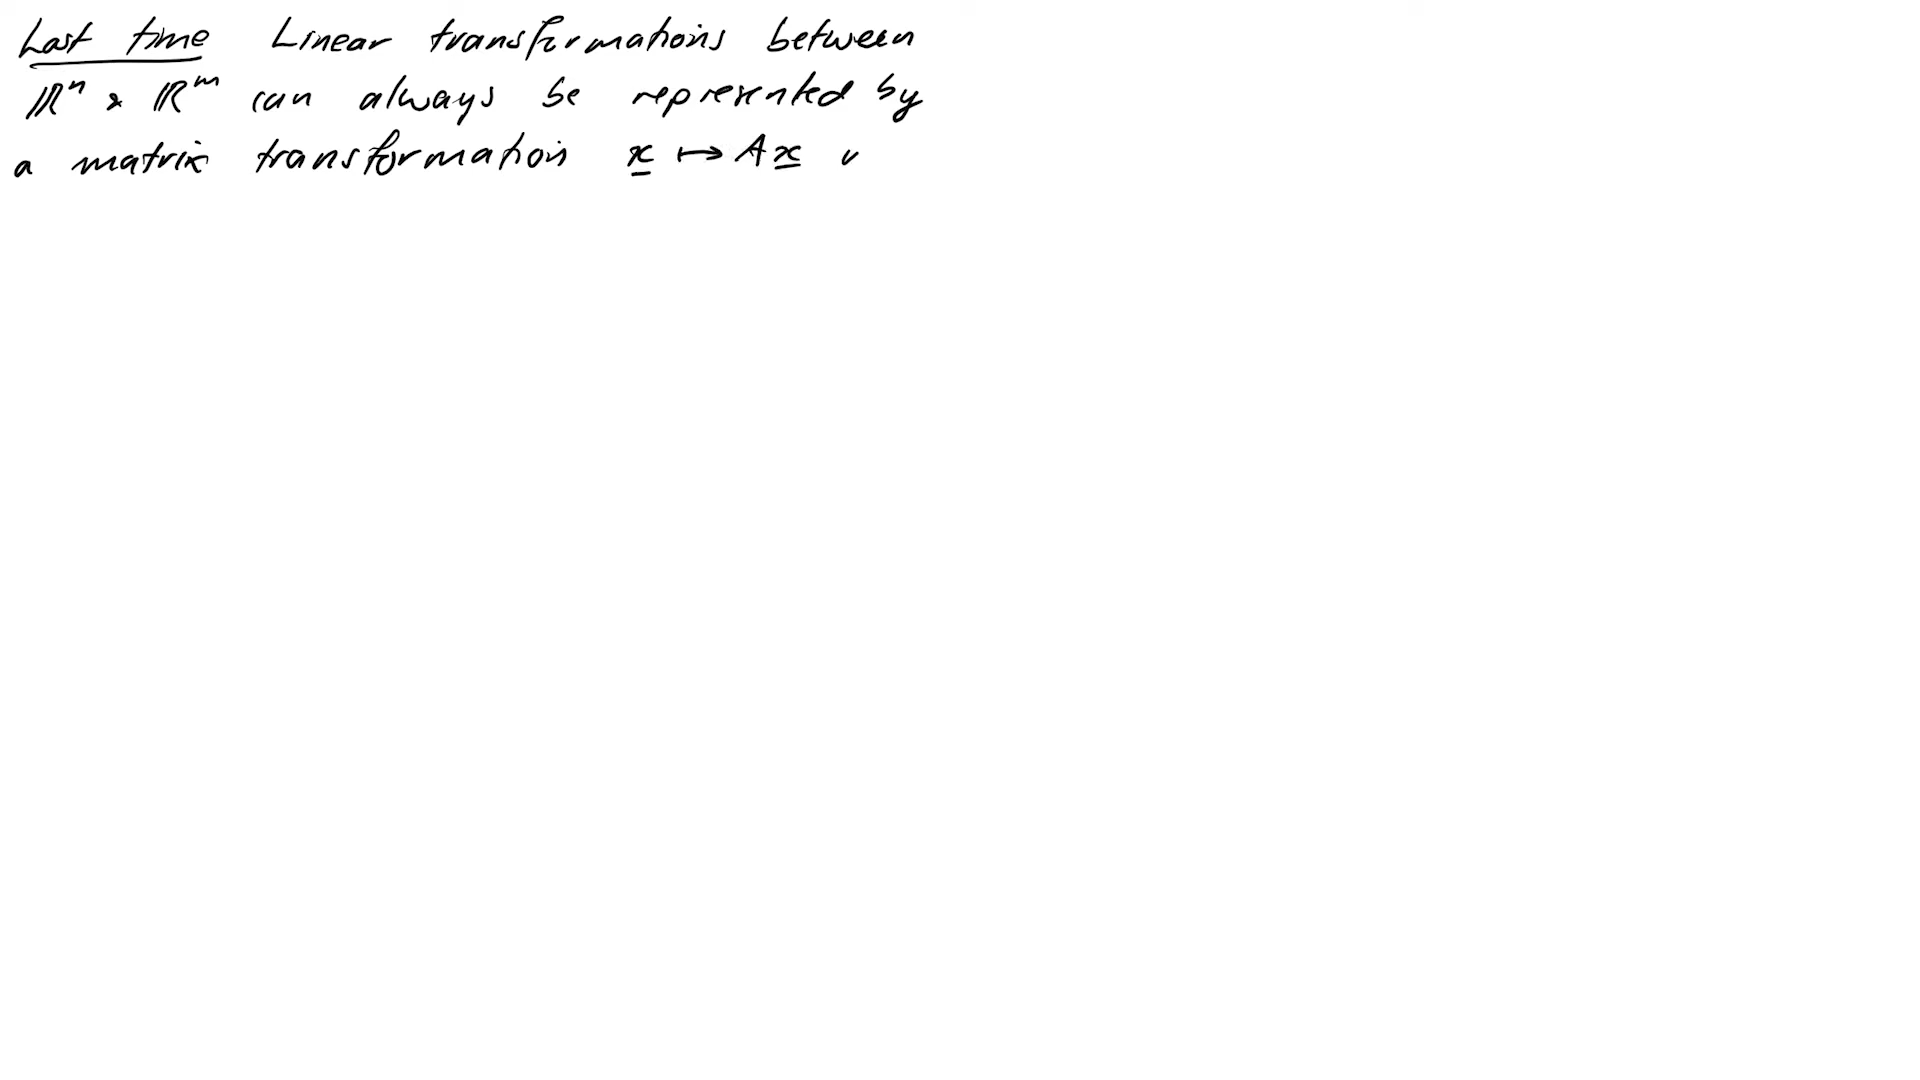 Last time Linear transformations between
ℝⁿ & ℝᵐ can always be represented by
a matrix transformation x ↦ Ax